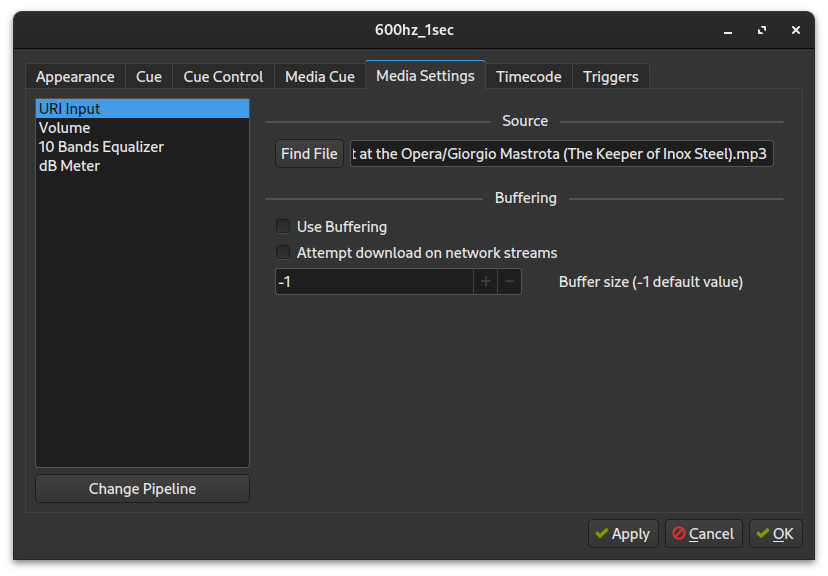 600hz_1sec
Appearance Cue Cue Control Media Cue Media Settings Timecode Triggers
URI Input
Volume
10 Bands Equalizer
dB Meter
Change Pipeline
Source
Find File at the Opera/Giorgio Mastrota (The Keeper of Inox Steel).mp3
Buffering
Use Buffering
Attempt download on network streams
-1 + − Buffer size (-1 default value)
Apply Cancel OK